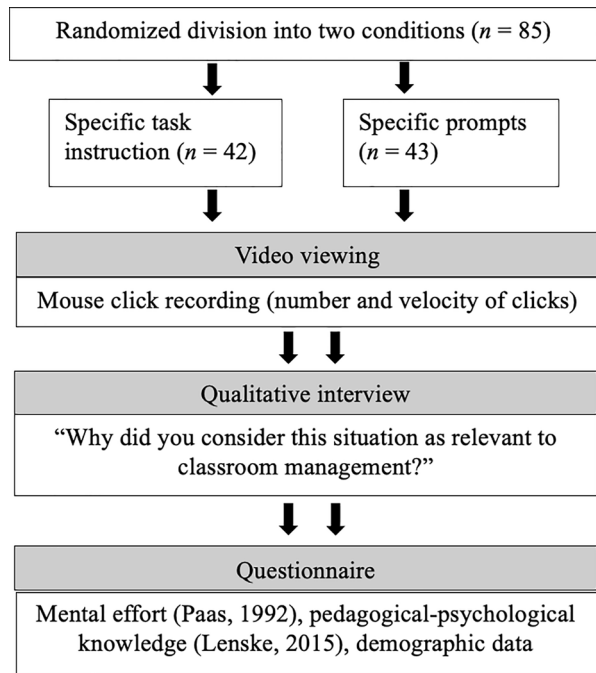 Randomized division into two conditions (n = 85)
Specific task
instruction (n = 42)
Specific prompts
(n = 43)
Video viewing
Mouse click recording (number and velocity of clicks)
Qualitative interview
“Why did you consider this situation as relevant to
classroom management?”
Questionnaire
Mental effort (Paas, 1992), pedagogical-psychological
knowledge (Lenske, 2015), demographic data